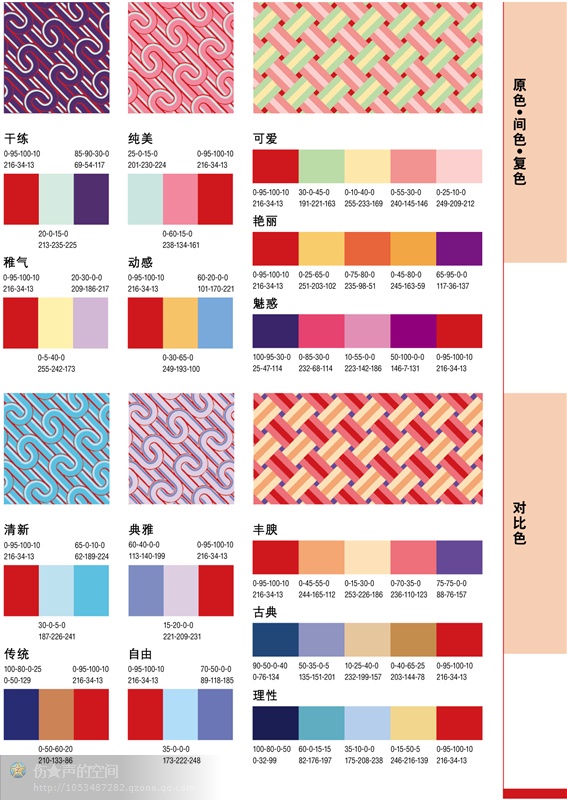 原色•间色•复色
干练
0-95-100-10 85-90-30-0
216-34-13 69-54-117
20-0-15-0
213-235-225
纯美
25-0-15-0 0-95-100-10
201-230-224 216-34-13
0-60-15-0
238-134-161
可爱
0-95-100-10 30-0-45-0 0-10-40-0 0-55-30-0 0-25-10-0
216-34-13 191-221-163 255-233-169 240-145-146 249-209-212
艳丽
0-95-100-10 0-25-65-0 0-75-80-0 0-45-80-0 65-95-0-0
216-34-13 251-203-102 235-98-51 245-163-59 117-36-137
稚气
0-95-100-10 20-30-0-0
216-34-13 209-186-217
0-5-40-0
255-242-173
动感
0-95-100-10 60-20-0-0
216-34-13 101-170-221
0-30-65-0
249-193-100
魅惑
100-95-30-0 0-85-30-0 10-55-0-0 50-100-0-0 0-95-100-10
25-47-114 232-68-114 223-142-186 146-7-131 216-34-13
对比色
清新
0-95-100-10 65-0-10-0
216-34-13 62-189-224
30-0-5-0
187-226-241
典雅
60-40-0-0 0-95-100-10
113-140-199 216-34-13
15-20-0-0
221-209-231
丰腴
0-95-100-10 0-45-55-0 0-15-30-0 0-70-35-0 75-75-0-0
216-34-13 244-165-112 253-226-186 236-110-123 88-76-157
古典
90-50-0-40 50-35-0-5 10-25-40-0 0-40-65-25 0-95-100-10
0-76-134 135-151-201 232-199-157 203-144-78 216-34-13
传统
100-80-0-25 0-95-100-10
0-50-129 216-34-13
0-50-60-20
210-133-86
自由
0-95-100-10 70-50-0-0
216-34-13 89-118-185
35-0-0-0
173-222-248
理性
100-80-0-50 60-0-15-15 35-10-0-0 0-15-50-5 0-95-100-10
0-32-99 82-176-197 175-208-238 246-216-139 216-34-13
伤食声的空间
http://1053487282.qzone.qq.com